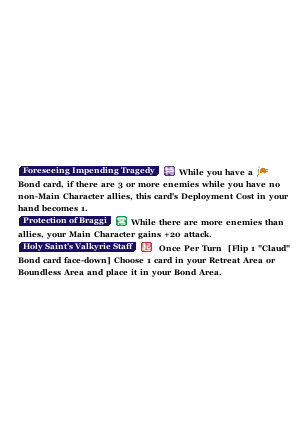 Foreseeing Impending Tragedy While you have a
Bond card, if there are 3 or more enemies while you have no
non-Main Character allies, this card's Deployment Cost in your
hand becomes 1.
Protection of Braggi While there are more enemies than
allies, your Main Character gains +20 attack.
Holy Saint's Valkyrie Staff Once Per Turn [Flip 1 "Claud"
Bond card face-down] Choose 1 card in your Retreat Area or
Boundless Area and place it in your Bond Area.